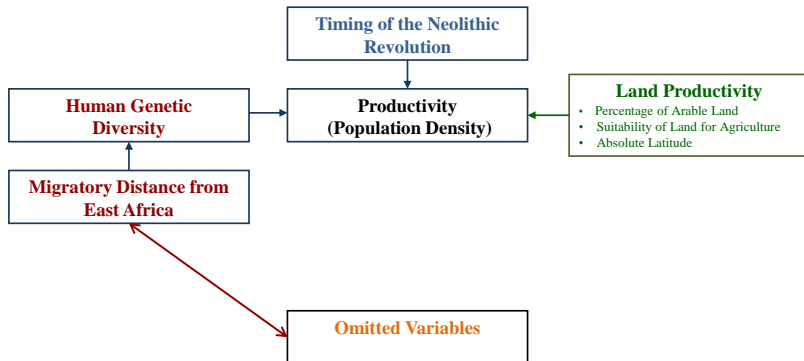 Timing of the Neolithic
Revolution
Human Genetic
Diversity
Productivity
(Population Density)
Land Productivity
• Percentage of Arable Land
• Suitability of Land for Agriculture
• Absolute Latitude
Migratory Distance from
East Africa
Omitted Variables